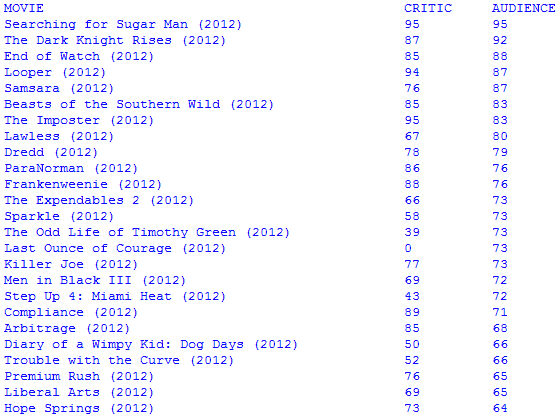 MOVIE CRITIC AUDIENCE
Searching for Sugar Man (2012) 95 95
The Dark Knight Rises (2012) 87 92
End of Watch (2012) 85 88
Looper (2012) 94 87
Samsara (2012) 76 87
Beasts of the Southern Wild (2012) 85 83
The Imposter (2012) 95 83
Lawless (2012) 67 80
Dredd (2012) 78 79
ParaNorman (2012) 86 76
Frankenweenie (2012) 88 76
The Expendables 2 (2012) 66 73
Sparkle (2012) 58 73
The Odd Life of Timothy Green (2012) 39 73
Last Ounce of Courage (2012) 0 73
Killer Joe (2012) 77 73
Men in Black III (2012) 69 72
Step Up 4: Miami Heat (2012) 43 72
Compliance (2012) 89 71
Arbitrage (2012) 85 68
Diary of a Wimpy Kid: Dog Days (2012) 50 66
Trouble with the Curve (2012) 52 66
Premium Rush (2012) 76 65
Liberal Arts (2012) 69 65
Hope Springs (2012) 73 64